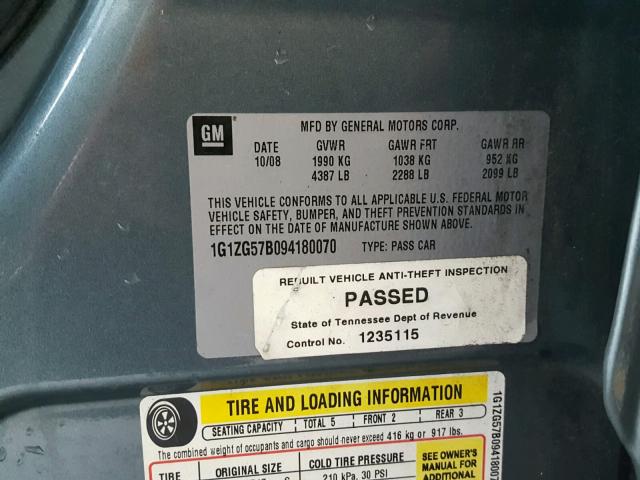 GM
MFD BY GENERAL MOTORS CORP.
DATE GVWR GAWR FRT GAWR RR
10/08 1990 KG 1038 KG 952 KG
4387 LB 2288 LB 2099 LB
THIS VEHICLE CONFORMS TO ALL APPLICABLE U.S. FEDERAL MOTOR
VEHICLE SAFETY, BUMPER, AND THEFT PREVENTION STANDARDS IN
EFFECT ON THE DATE OF MANUFACTURE SHOWN ABOVE.
1G1ZG57B094180070 TYPE: PASS CAR
REBUILT VEHICLE ANTI-THEFT INSPECTION
PASSED
State of Tennessee Dept of Revenue
Control No. 1235115
TIRE AND LOADING INFORMATION
SEATING CAPACITY TOTAL 5 FRONT 2 REAR 3
The combined weight of occupants and cargo should never exceed 416 kg or 917 lbs.
TIRE ORIGINAL SIZE COLD TIRE PRESSURE
210 kPa, 30 PSI
SEE OWNER'S
MANUAL FOR
ADDITIONAL
1G1ZG57B09418007